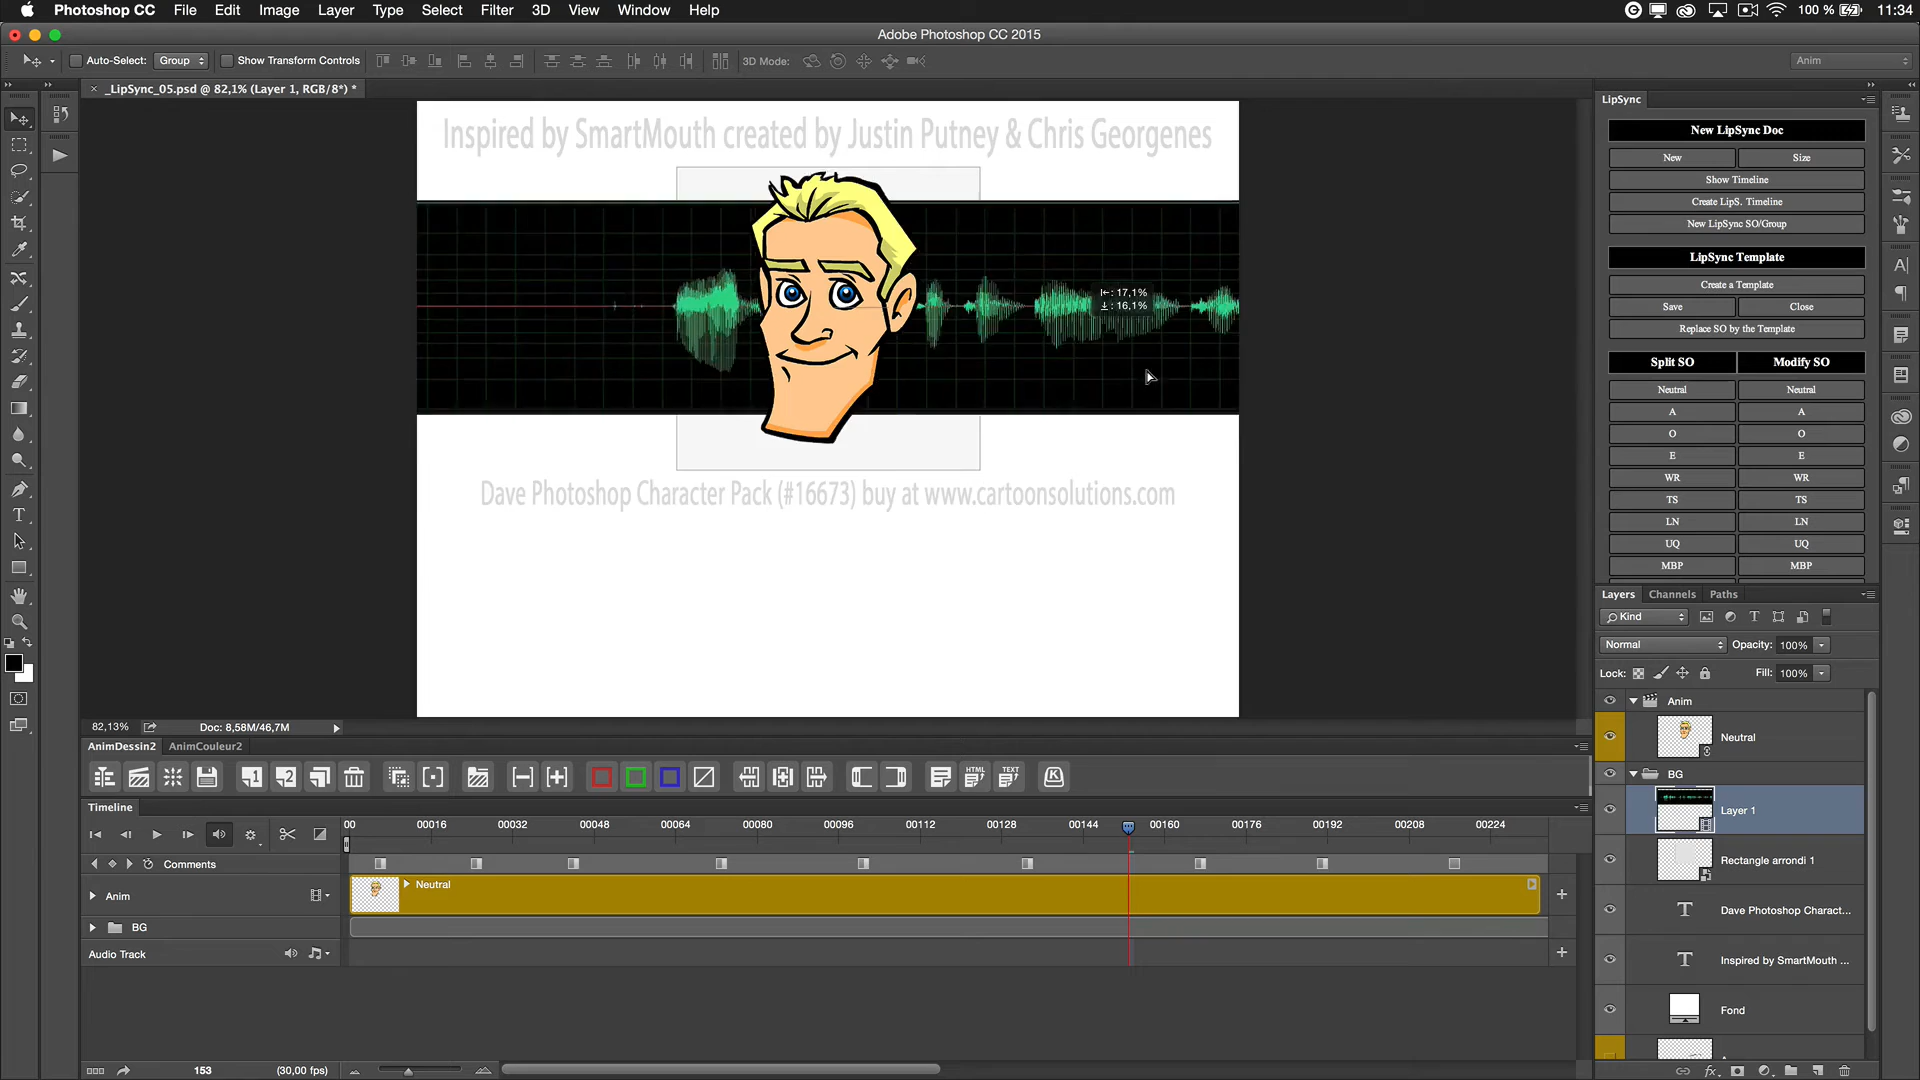 Photoshop CC File Edit Image Layer Type Select Filter 3D View Window Help 100 % 11:34
Adobe Photoshop CC 2015
Auto-Select: Group Show Transform Controls 3D Mode: Anim
_LipSync_05.psd @ 82,1% (Layer 1, RGB/8*) *
Inspired by SmartMouth created by Justin Putney & Chris Georgenes
17,1%
16,1%
Dave Photoshop Character Pack (#16673) buy at www.cartoonsolutions.com
LipSync
New LipSync Doc
New Size
Show Timeline
Create LipS. Timeline
New LipSync SO/Group
LipSync Template
Create a Template
Save Close
Replace SO by the Template
Split SO Modify SO
Neutral Neutral
A A
O O
E E
WR WR
TS TS
LN LN
UQ UQ
MBP MBP
Layers Channels Paths
Kind
Normal Opacity: 100%
Lock: Fill: 100%
Anim
Neutral
BG
Layer 1
Rectangle arrondi 1
Dave Photoshop Charact...
Inspired by SmartMouth ...
Fond
82,13% Doc: 8,58M/46,7M
AnimDessin2 AnimCouleur2
1 2 HTML TEXT K
Timeline
00 00016 00032 00048 00064 00080 00096 00112 00128 00144 00160 00176 00192 00208 00224
Comments
Anim Neutral
BG
Audio Track
153 (30,00 fps)